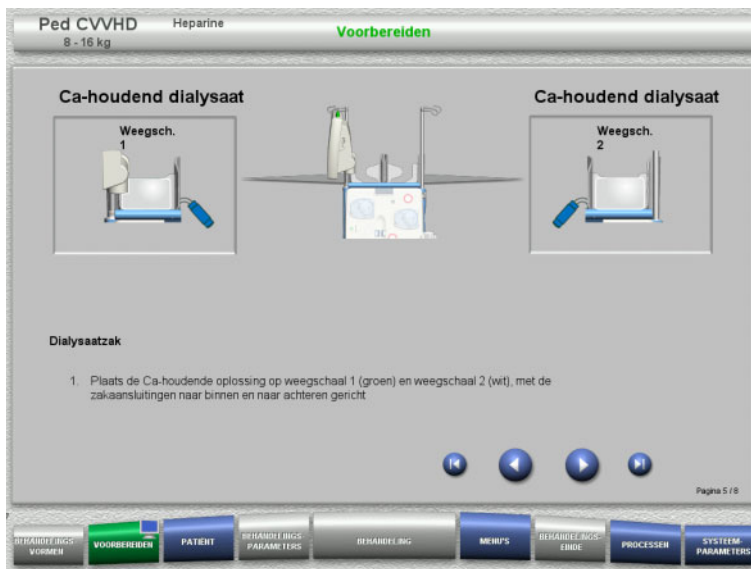 Ped CVVHD Heparine
8 - 16 kg
Voorbereiden
Ca-houdend dialysaat
Ca-houdend dialysaat
Weegsch.
1
Weegsch.
2
Dialysaatzak
1. Plaats de Ca-houdende oplossing op weegschaal 1 (groen) en weegschaal 2 (wit), met de
zakaansluitingen naar binnen en naar achteren gericht
Pagina 5 / 8
BEHANDELINGS-
VORMEN
VOORBEREIDEN
PATIËNT
BEHANDELINGS-
PARAMETERS
BEHANDELING
MENU'S
BEHANDELINGS-
EINDE
PROCESSEN
SYSTEEM-
PARAMETERS